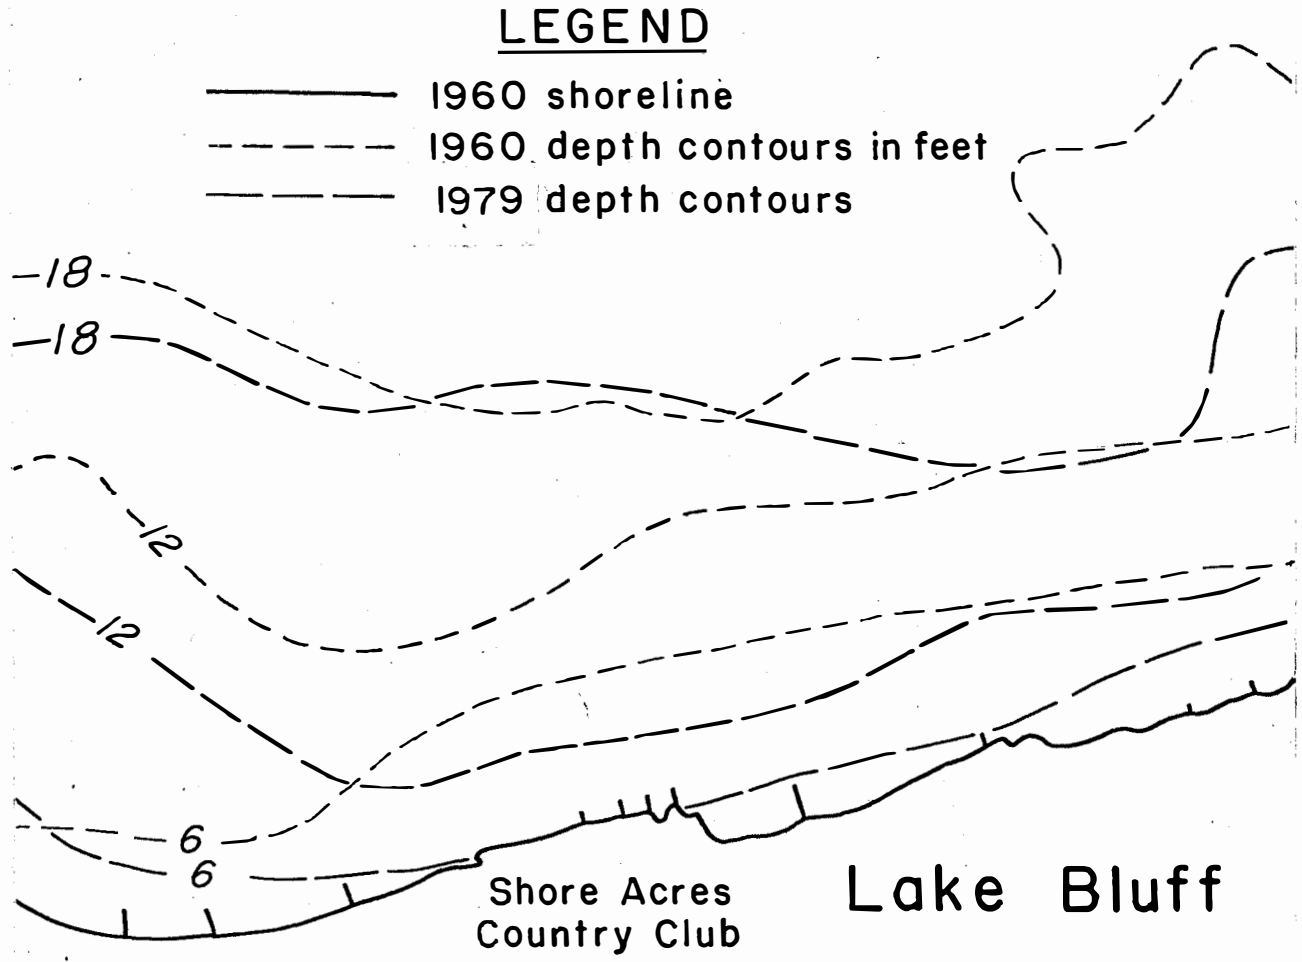 LEGEND
1960 shoreline
1960 depth contours in feet
1979 depth contours
-18
-18
12
12
6
6
Shore Acres
Country Club
Lake Bluff